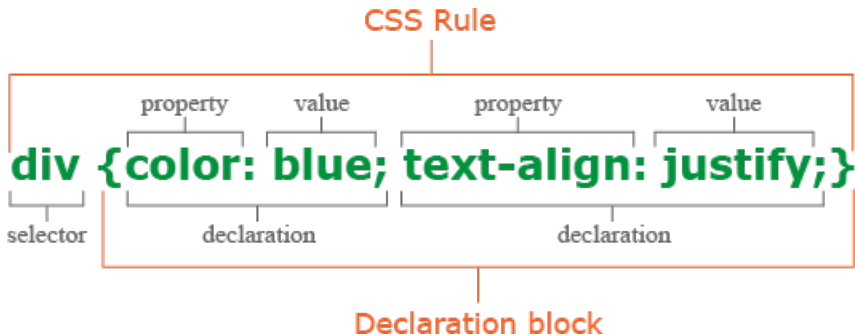 CSS Rule
property value property value
div {color: blue; text-align: justify;}
selector declaration declaration
Declaration block